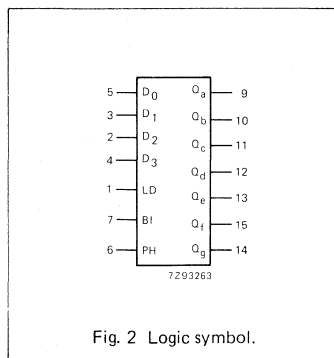 5 D0 Qa 9
3 D1 Qb 10
2 D2 Qc 11
4 D3 Qd 12
1 LD Qe 13
7 BI Qf 15
6 PH Qg 14
7Z93263
Fig. 2 Logic symbol.